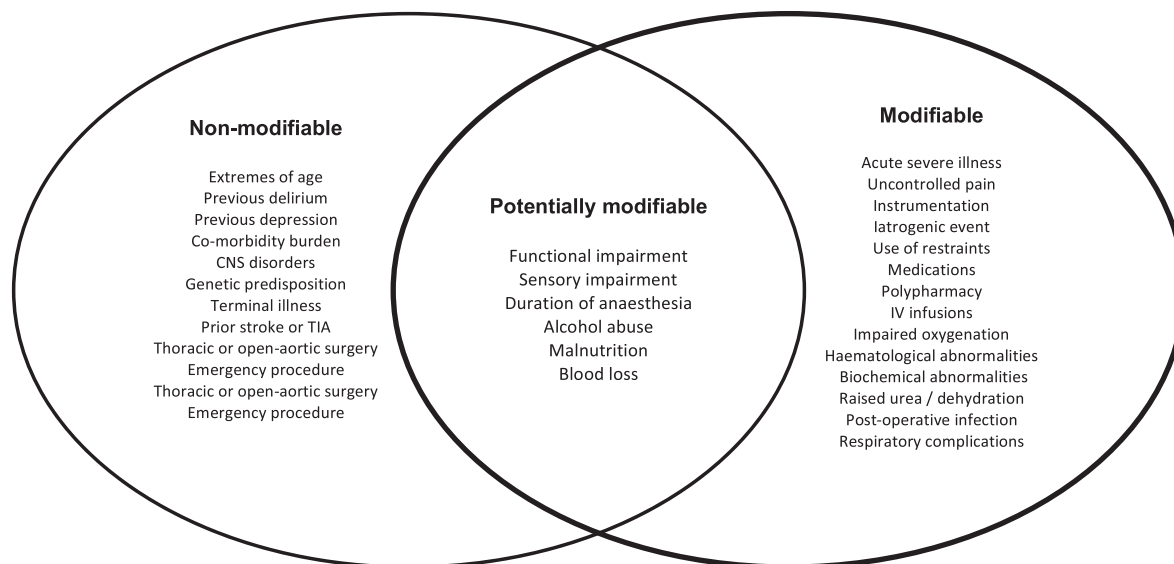 Non-modifiable
Extremes of age
Previous delirium
Previous depression
Co-morbidity burden
CNS disorders
Genetic predisposition
Terminal illness
Prior stroke or TIA
Thoracic or open-aortic surgery
Emergency procedure
Thoracic or open-aortic surgery
Emergency procedure
Potentially modifiable
Functional impairment
Sensory impairment
Duration of anaesthesia
Alcohol abuse
Malnutrition
Blood loss
Modifiable
Acute severe illness
Uncontrolled pain
Instrumentation
Iatrogenic event
Use of restraints
Medications
Polypharmacy
IV infusions
Impaired oxygenation
Haematological abnormalities
Biochemical abnormalities
Raised urea / dehydration
Post-operative infection
Respiratory complications